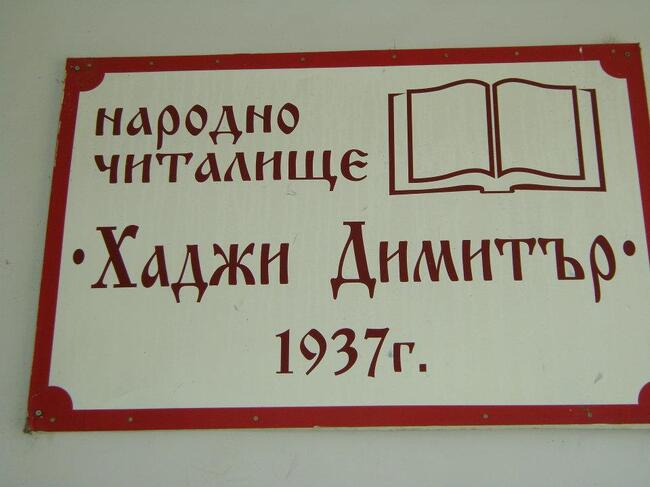 народно
читалище
·Хаджи Димитър·
1937г.